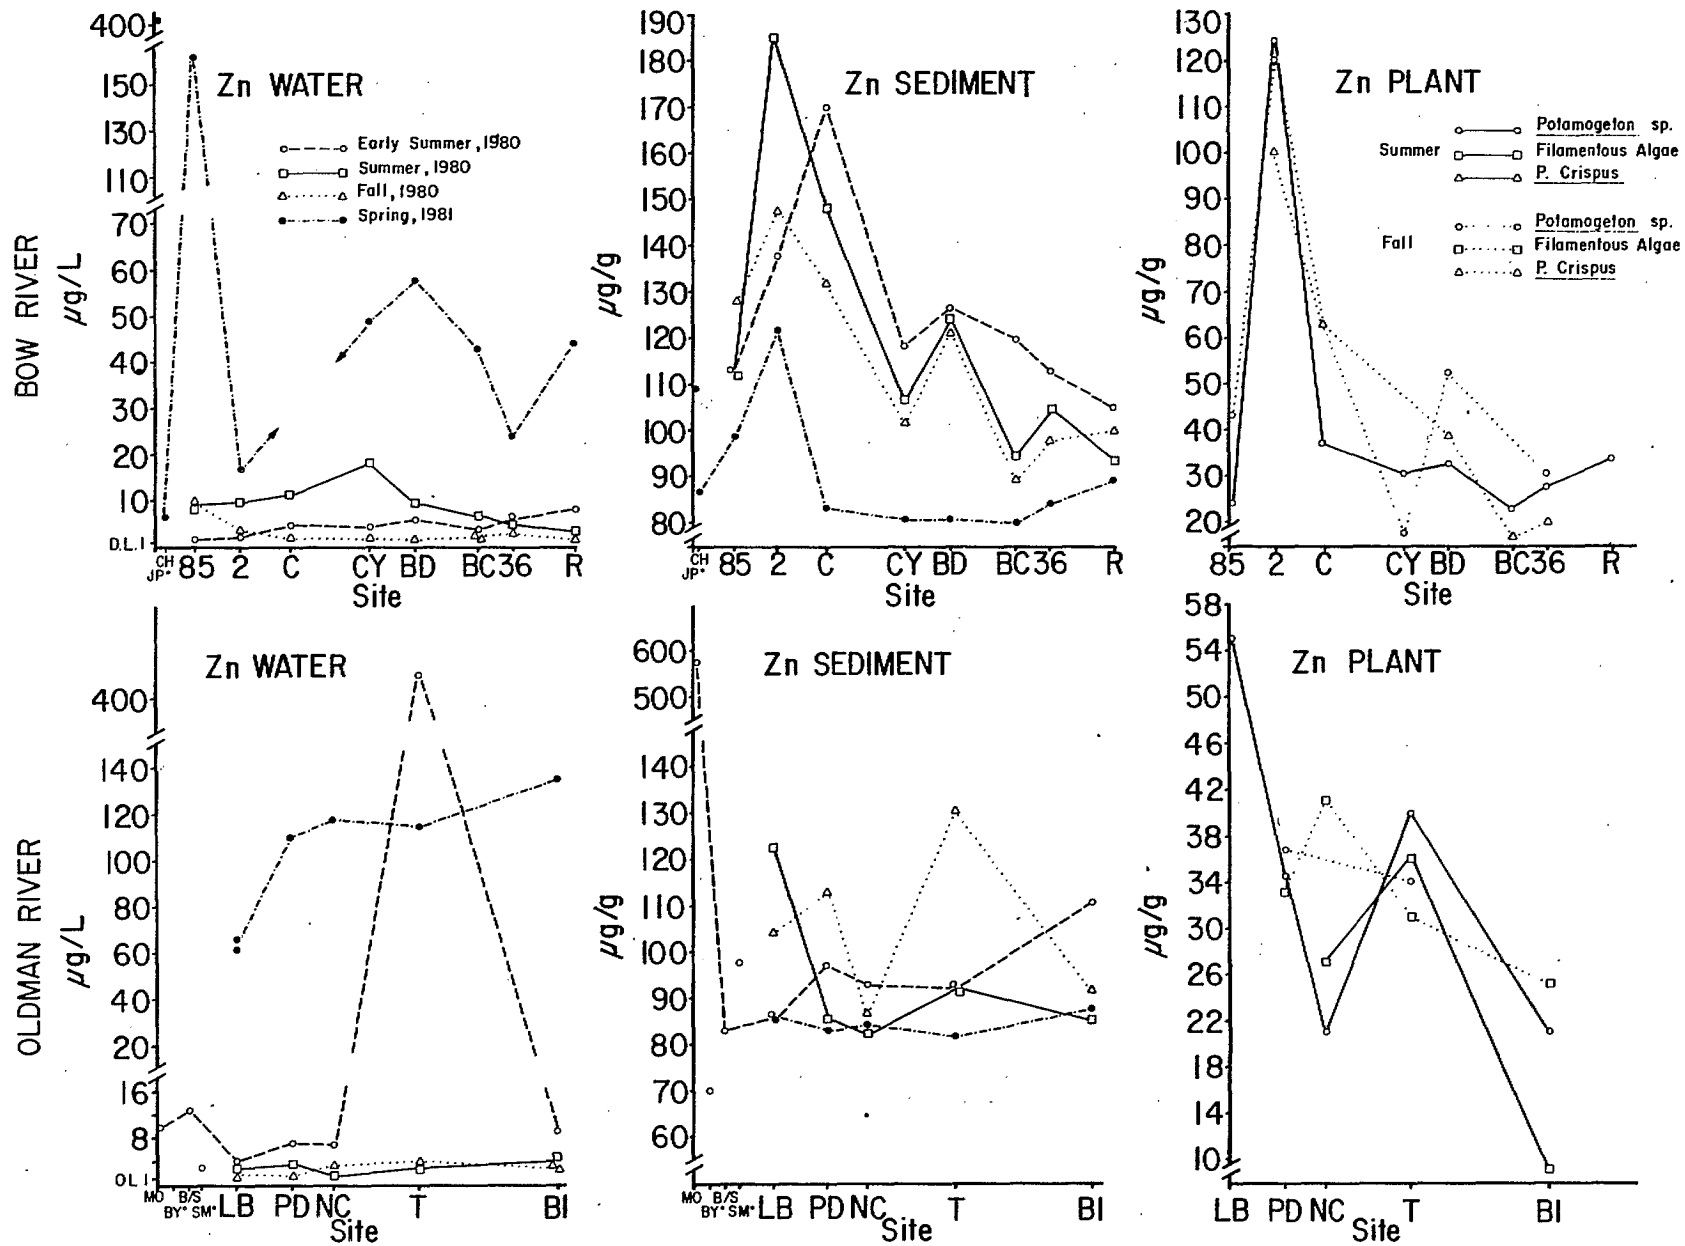 Zn WATER
BOW RIVER
µg/L
400
150
130
110
70
60
50
40
30
20
10
D.L.1
Early Summer, 1980
Summer, 1980
Fall, 1980
Spring, 1981
CH JP* 85 2 C CY BD BC 36 R
Site
Zn SEDIMENT
µg/g
190
180
170
160
150
140
130
120
110
100
90
80
CH JP* 85 2 C CY BD BC 36 R
Site
Zn PLANT
µg/g
130
120
110
100
90
80
70
60
50
40
30
20
Summer
Potamogeton sp.
Filamentous Algae
P. Crispus
Fall
Potamogeton sp.
Filamentous Algae
P. Crispus
85 2 C CY BD BC 36 R
Site
Zn WATER
OLDMAN RIVER
µg/L
400
140
120
100
80
60
40
20
16
8
D.L.1
MO BY* B/S SM* LB PD NC T BI
Site
Zn SEDIMENT
µg/g
600
500
140
130
120
110
100
90
80
70
60
MO BY* B/S SM* LB PD NC T BI
Site
Zn PLANT
µg/g
58
54
50
46
42
38
34
30
26
22
18
14
10
LB PD NC T BI
Site